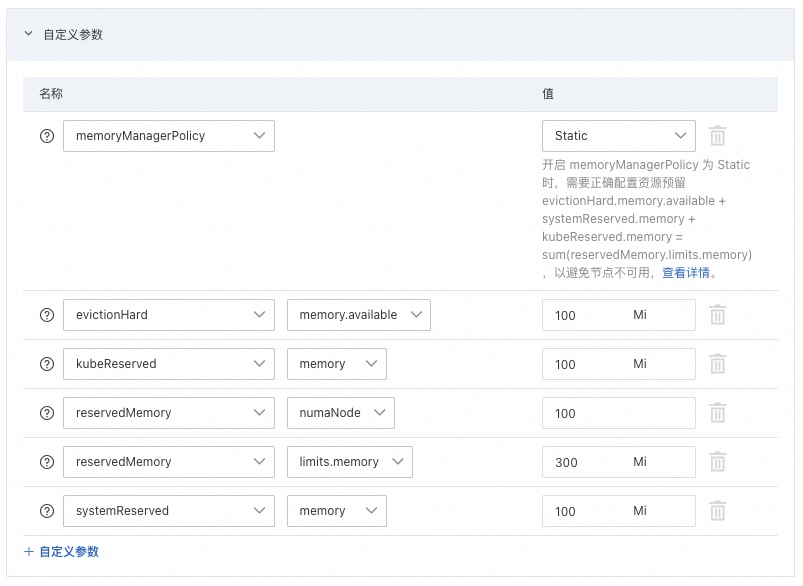 自定义参数
名称 值
memoryManagerPolicy Static
开启 memoryManagerPolicy 为 Static
时，需要正确配置资源预留
evictionHard.memory.available +
systemReserved.memory +
kubeReserved.memory =
sum(reservedMemory.limits.memory)
，以避免节点不可用，查看详情。
evictionHard memory.available 100 Mi
kubeReserved memory 100 Mi
reservedMemory numaNode 100
reservedMemory limits.memory 300 Mi
systemReserved memory 100 Mi
+ 自定义参数